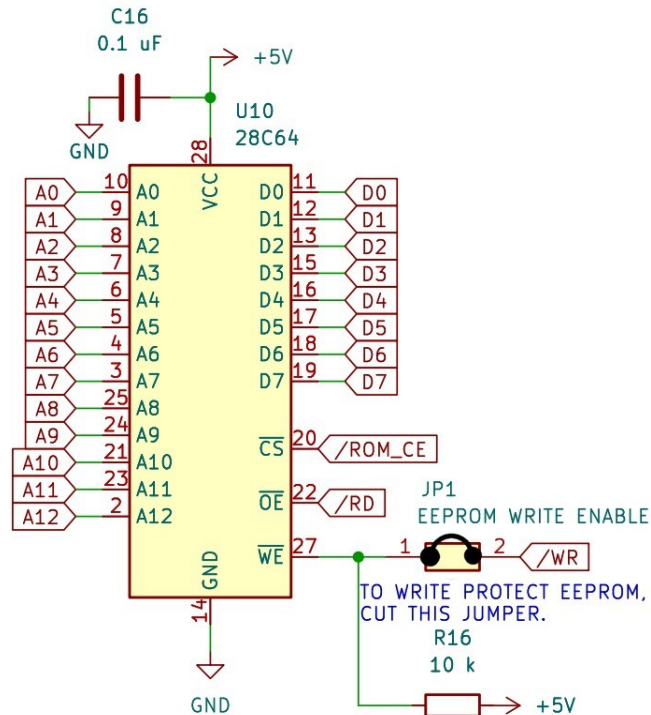 C16
0.1 uF
+5V
GND
U10
28C64
28
VCC
A0 10 A0 D0 11 D0
A1 9 A1 D1 12 D1
A2 8 A2 D2 13 D2
A3 7 A3 D3 15 D3
A4 6 A4 D4 16 D4
A5 5 A5 D5 17 D5
A6 4 A6 D6 18 D6
A7 3 A7 D7 19 D7
A8 25 A8
A9 24 A9 CS 20 /ROM_CE
A10 21 A10
A11 23 A11 OE 22 /RD
A12 2 A12
JP1
EEPROM WRITE ENABLE
WE 27 1 2 /WR
GND
14
TO WRITE PROTECT EEPROM,
CUT THIS JUMPER.
R16
10 k
GND
+5V